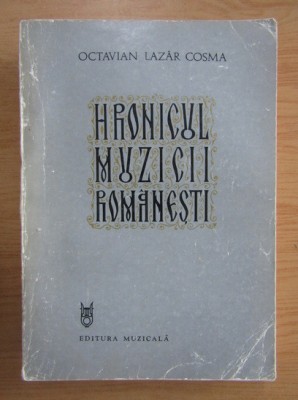 OCTAVIAN LAZĂR COSMA
HRONICUL
MUZICII
ROMÂNEȘTI
EDITURA MUZICALĂ